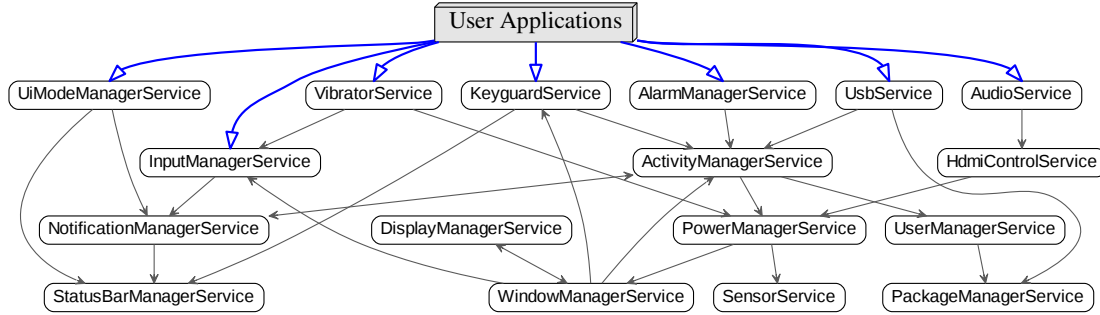 User Applications
UiModeManagerService
VibratorService
KeyguardService
AlarmManagerService
UsbService
AudioService
InputManagerService
ActivityManagerService
HdmiControlService
NotificationManagerService
DisplayManagerService
PowerManagerService
UserManagerService
StatusBarManagerService
WindowManagerService
SensorService
PackageManagerService